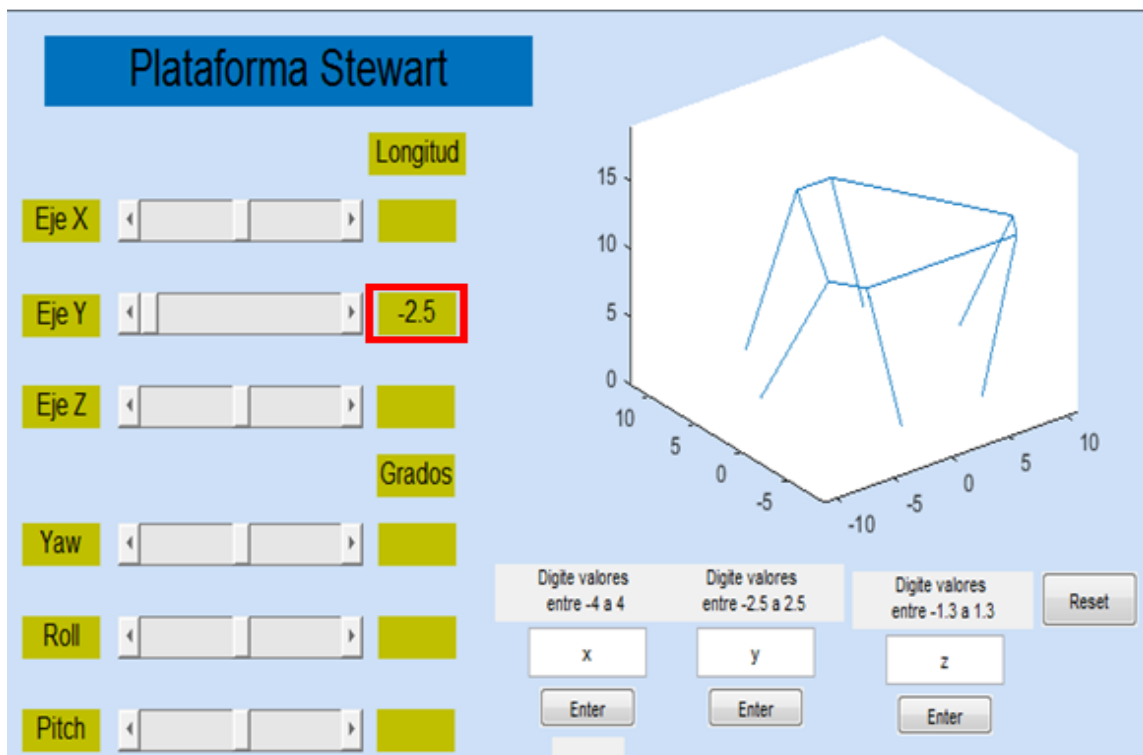 Plataforma Stewart
Longitud
Eje X
Eje Y
-2.5
Eje Z
Grados
Yaw
Roll
Pitch
15
10
5
0
10
5
0
-5
-10
-5
0
5
10
Digite valores
entre -4 a 4
x
Enter
Digite valores
entre -2.5 a 2.5
y
Enter
Digite valores
entre -1.3 a 1.3
z
Enter
Reset